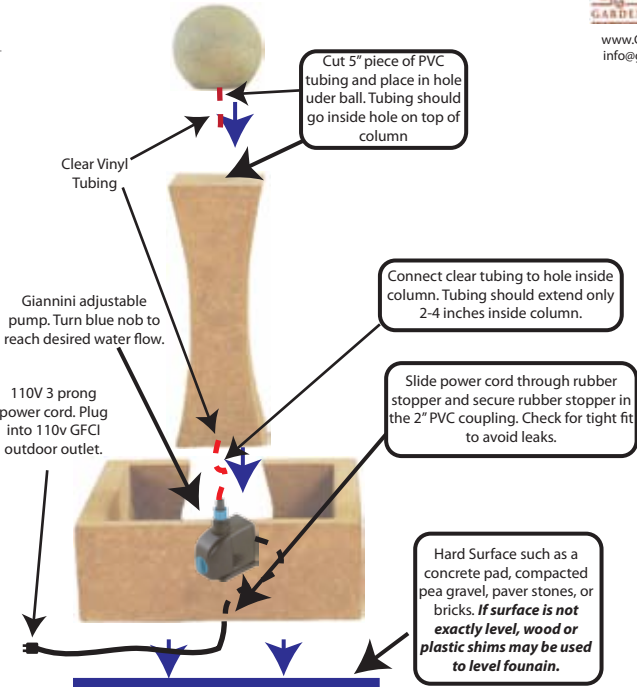 GARDE
www.
info@g
Cut 5” piece of PVC
tubing and place in hole
uder ball. Tubing should
go inside hole on top of
column
Clear Vinyl
Tubing
Connect clear tubing to hole inside
column. Tubing should extend only
2-4 inches inside column.
Giannini adjustable
pump. Turn blue nob to
reach desired water flow.
Slide power cord through rubber
stopper and secure rubber stopper in
the 2” PVC coupling. Check for tight fit
to avoid leaks.
110V 3 prong
power cord. Plug
into 110v GFCI
outdoor outlet.
Hard Surface such as a
concrete pad, compacted
pea gravel, paver stones, or
bricks. If surface is not
exactly level, wood or
plastic shims may be used
to level founain.